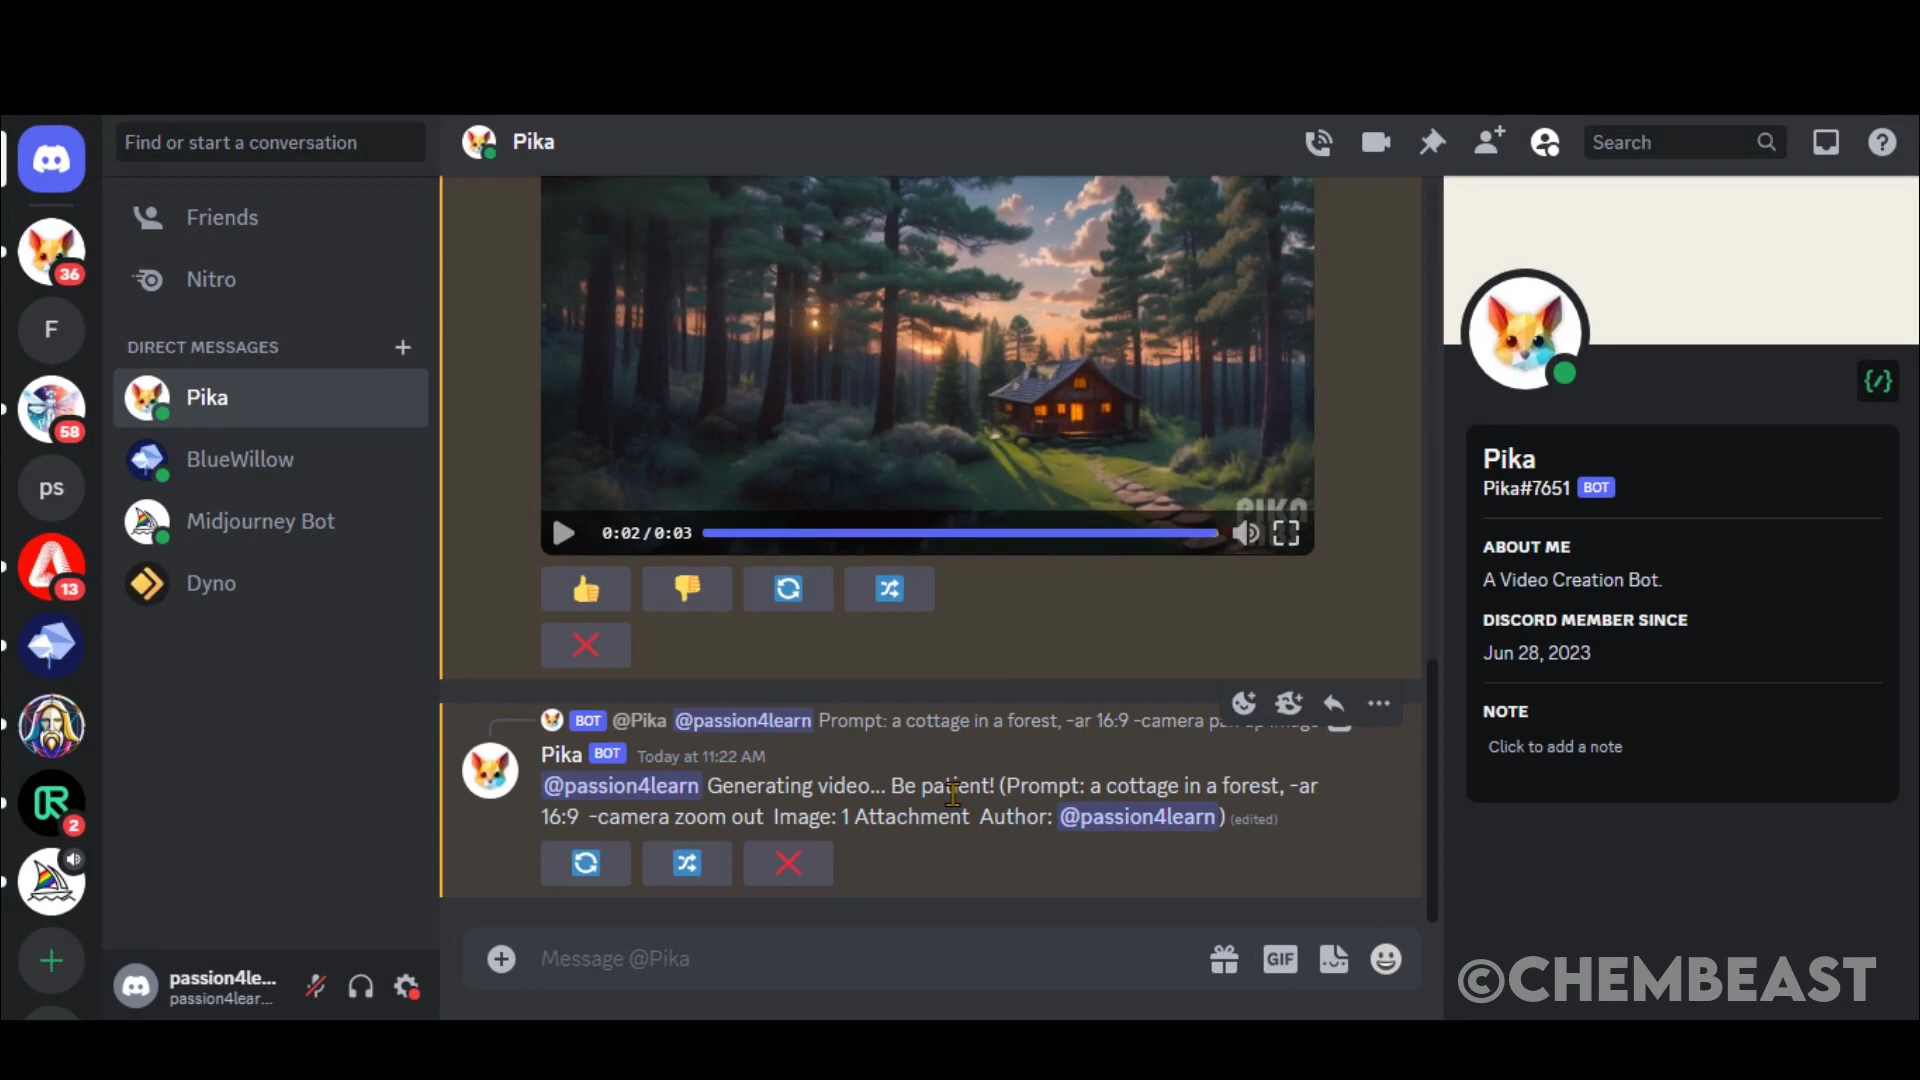 Find or start a conversation
Pika
Search
36
Friends
F
Nitro
DIRECT MESSAGES
58
Pika
ps
BlueWillow
13
Midjourney Bot
Dyno
2
PIKA
0:02/0:03
BOT @Pika @passion4learn Prompt: a cottage in a forest, -ar 16:9 -camera
Pika BOT Today at 11:22 AM
@passion4learn Generating video... Be patient! (Prompt: a cottage in a forest, -ar
16:9 -camera zoom out Image: 1 Attachment Author: @passion4learn) (edited)
Message @Pika
GIF
passion4le...
passion4lear...
Pika
Pika#7651 BOT
ABOUT ME
A Video Creation Bot.
DISCORD MEMBER SINCE
Jun 28, 2023
NOTE
Click to add a note
©CHEMBEAST